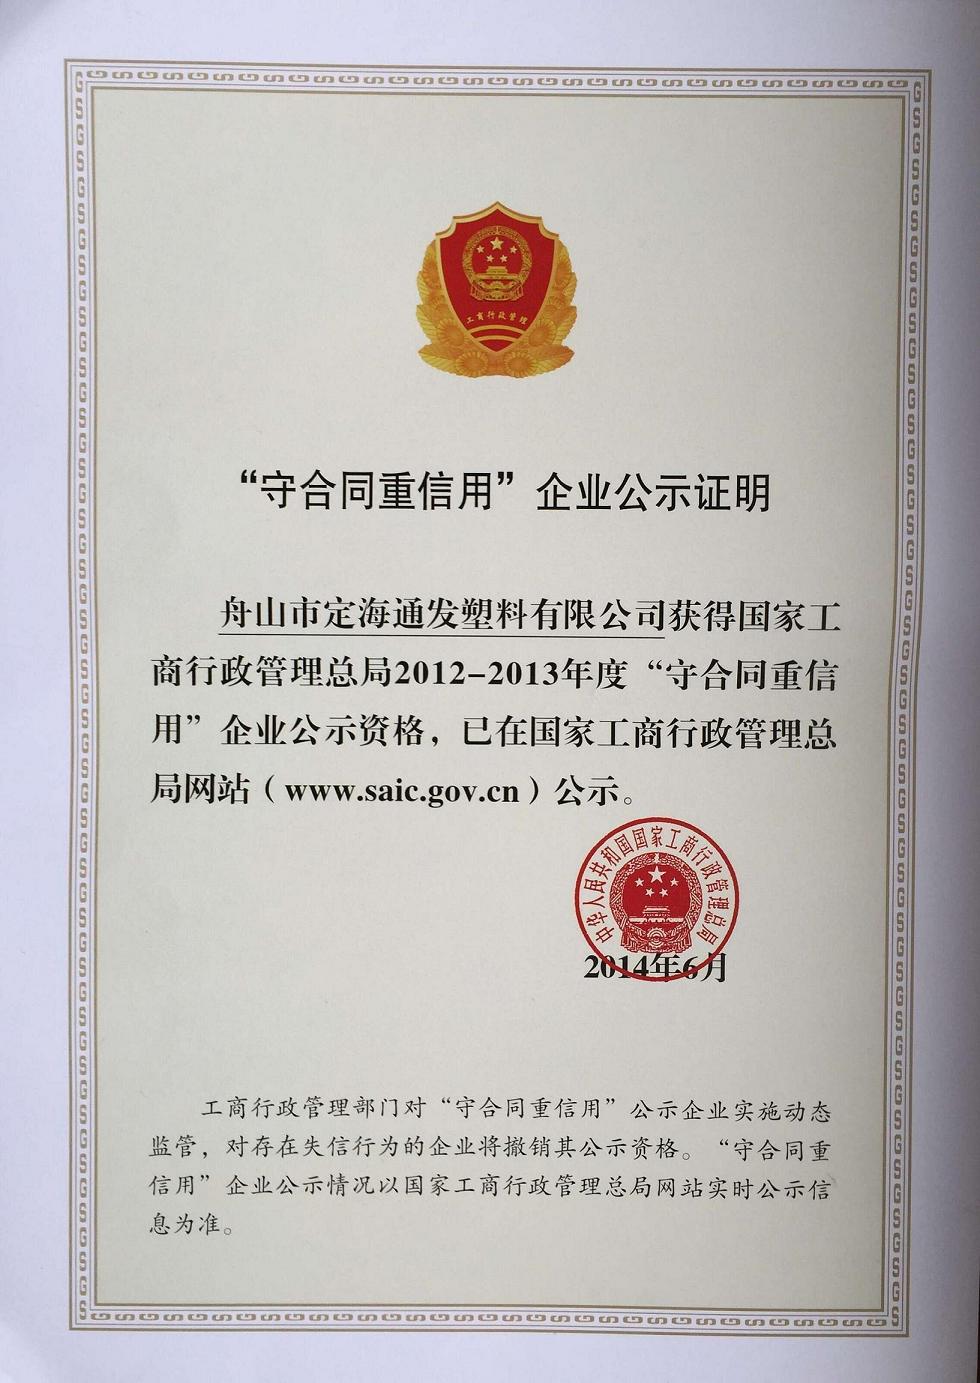 工商行政管理
“守合同重信用”企业公示证明
舟山市定海通发塑料有限公司获得国家工
商行政管理总局2012-2013年度“守合同重信
用”企业公示资格，已在国家工商行政管理总
局网站（www.saic.gov.cn）公示。
中华人民共和国国家工商行政管理总局
2014年6月
工商行政管理部门对“守合同重信用”公示企业实施动态
监管，对存在失信行为的企业将撤销其公示资格。“守合同重
信用”企业公示情况以国家工商行政管理总局网站实时公示信
息为准。